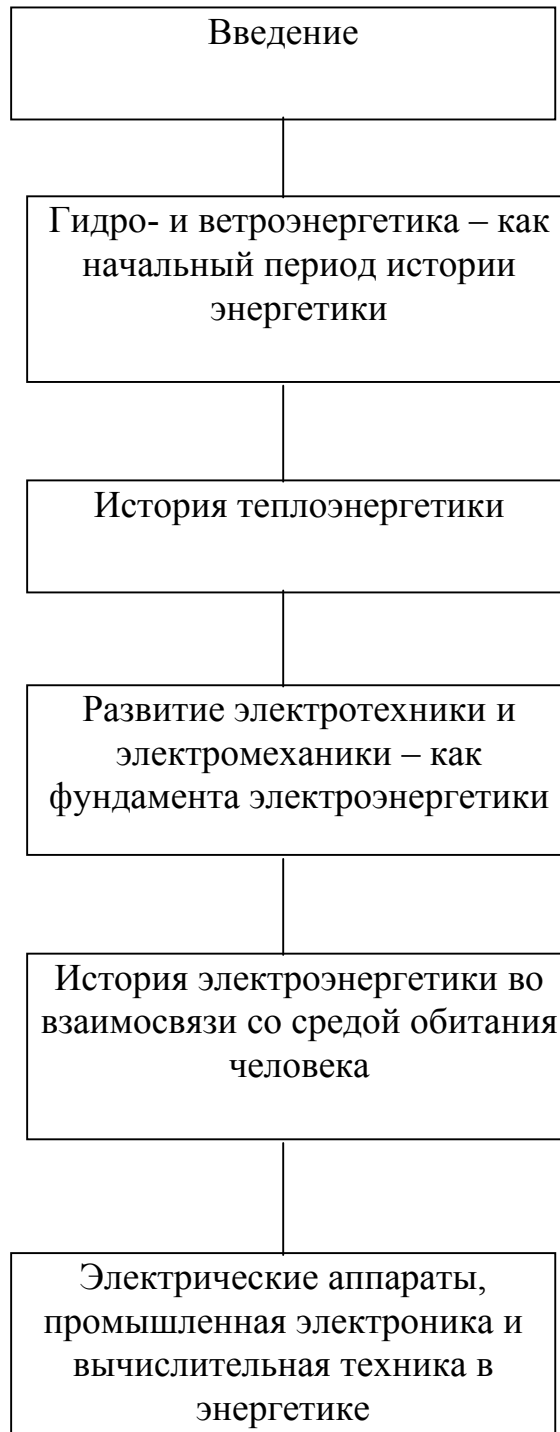 Введение
Гидро- и ветроэнергетика – как
начальный период истории
энергетики
История теплоэнергетики
Развитие электротехники и
электромеханики – как
фундамента электроэнергетики
История электроэнергетики во
взаимосвязи со средой обитания
человека
Электрические аппараты,
промышленная электроника и
вычислительная техника в
энергетике